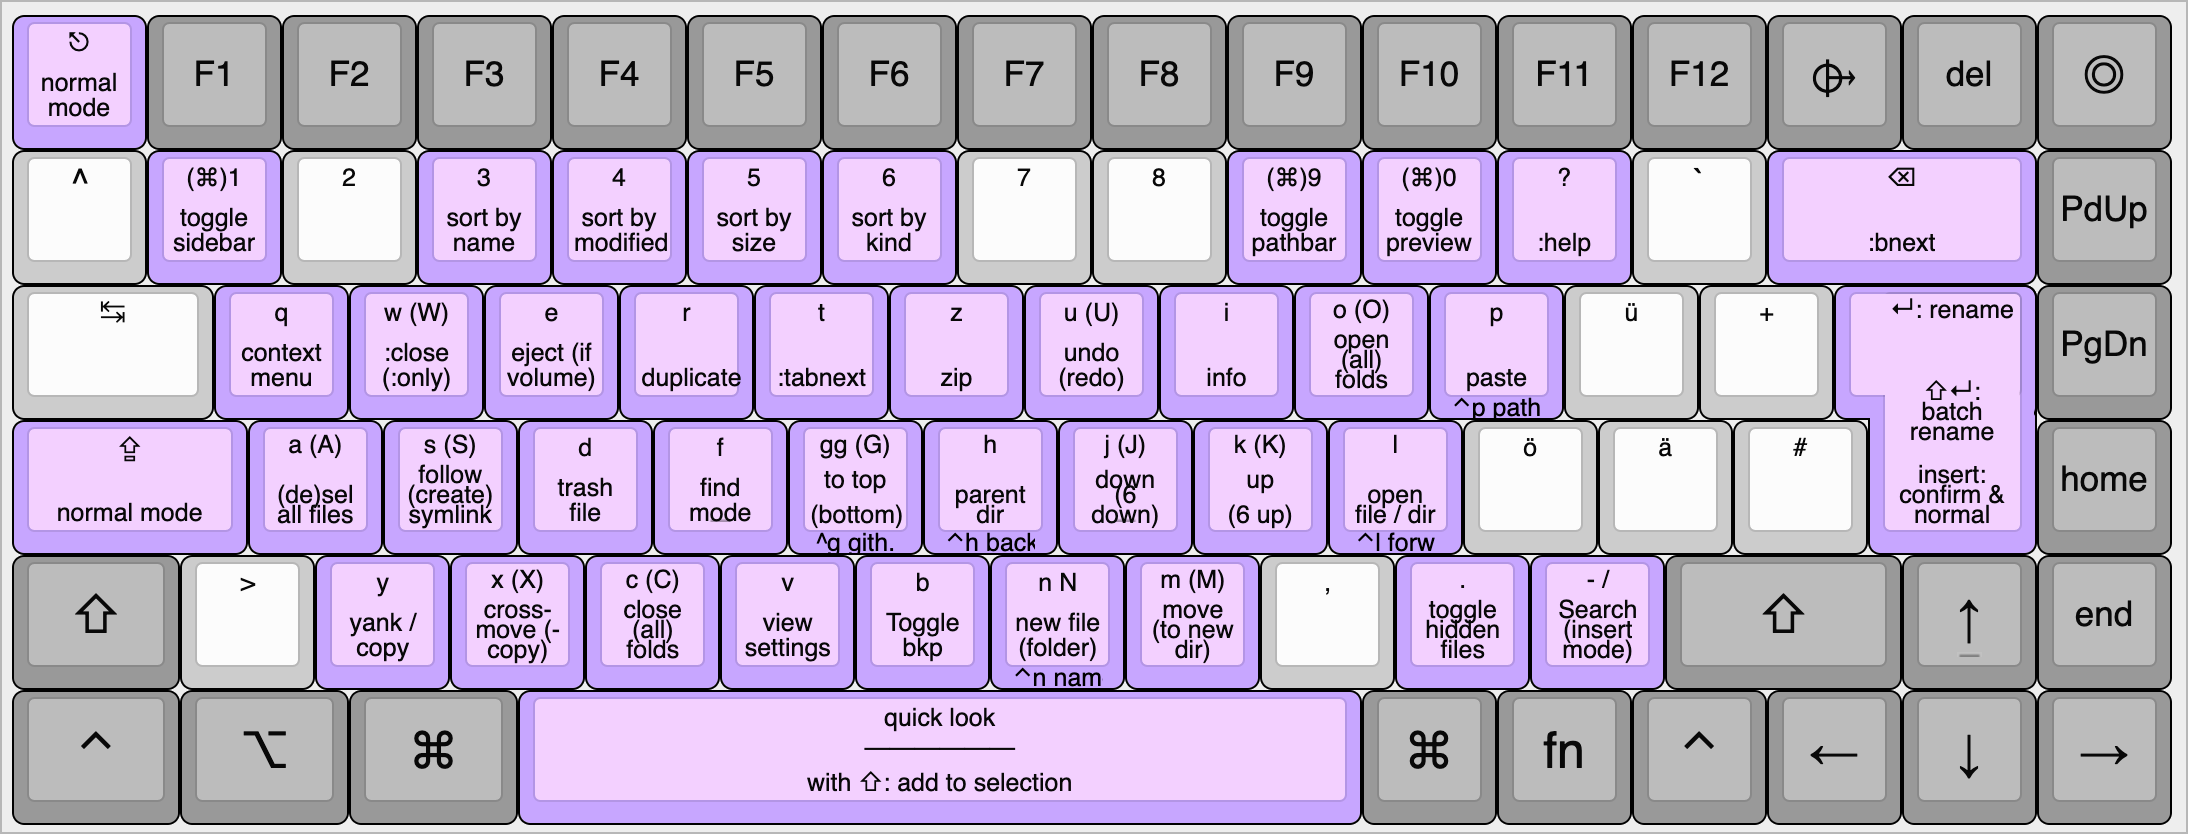 ⎋
normal
mode
F1
F2
F3
F4
F5
F6
F7
F8
F9
F10
F11
F12
del
◎
^
(⌘)1
toggle
sidebar
2
3
sort by
name
4
sort by
modified
5
sort by
size
6
sort by
kind
7
8
(⌘)9
toggle
pathbar
(⌘)0
toggle
preview
?
:help
`
⌫
:bnext
PdUp
↹
q
context
menu
w (W)
:close
(:only)
e
eject (if
volume)
r
duplicate
t
:tabnext
z
zip
u (U)
undo
(redo)
i
info
o (O)
open
(all)
folds
p
paste
^p path
ü
+
↵: rename
⇧↵:
batch
rename
insert:
confirm &
normal
PgDn
⇪
normal mode
a (A)
(de)sel
all files
s (S)
follow
(create)
symlink
d
trash
file
f
find
mode
gg (G)
to top
(bottom)
^g gith.
h
parent
dir
^h back
j (J)
down
(6
down)
k (K)
up
(6 up)
l
open
file / dir
^l forw
ö
ä
#
home
⇧
>
y
yank /
copy
x (X)
cross-
move (-
copy)
c (C)
close
(all)
folds
v
view
settings
b
Toggle
bkp
n N
new file
(folder)
^n nam
m (M)
move
(to new
dir)
,
.
toggle
hidden
files
- /
Search
(insert
mode)
⇧
↑
_
end
^
⌥
⌘
quick look
with ⇧: add to selection
⌘
fn
^
←
↓
→